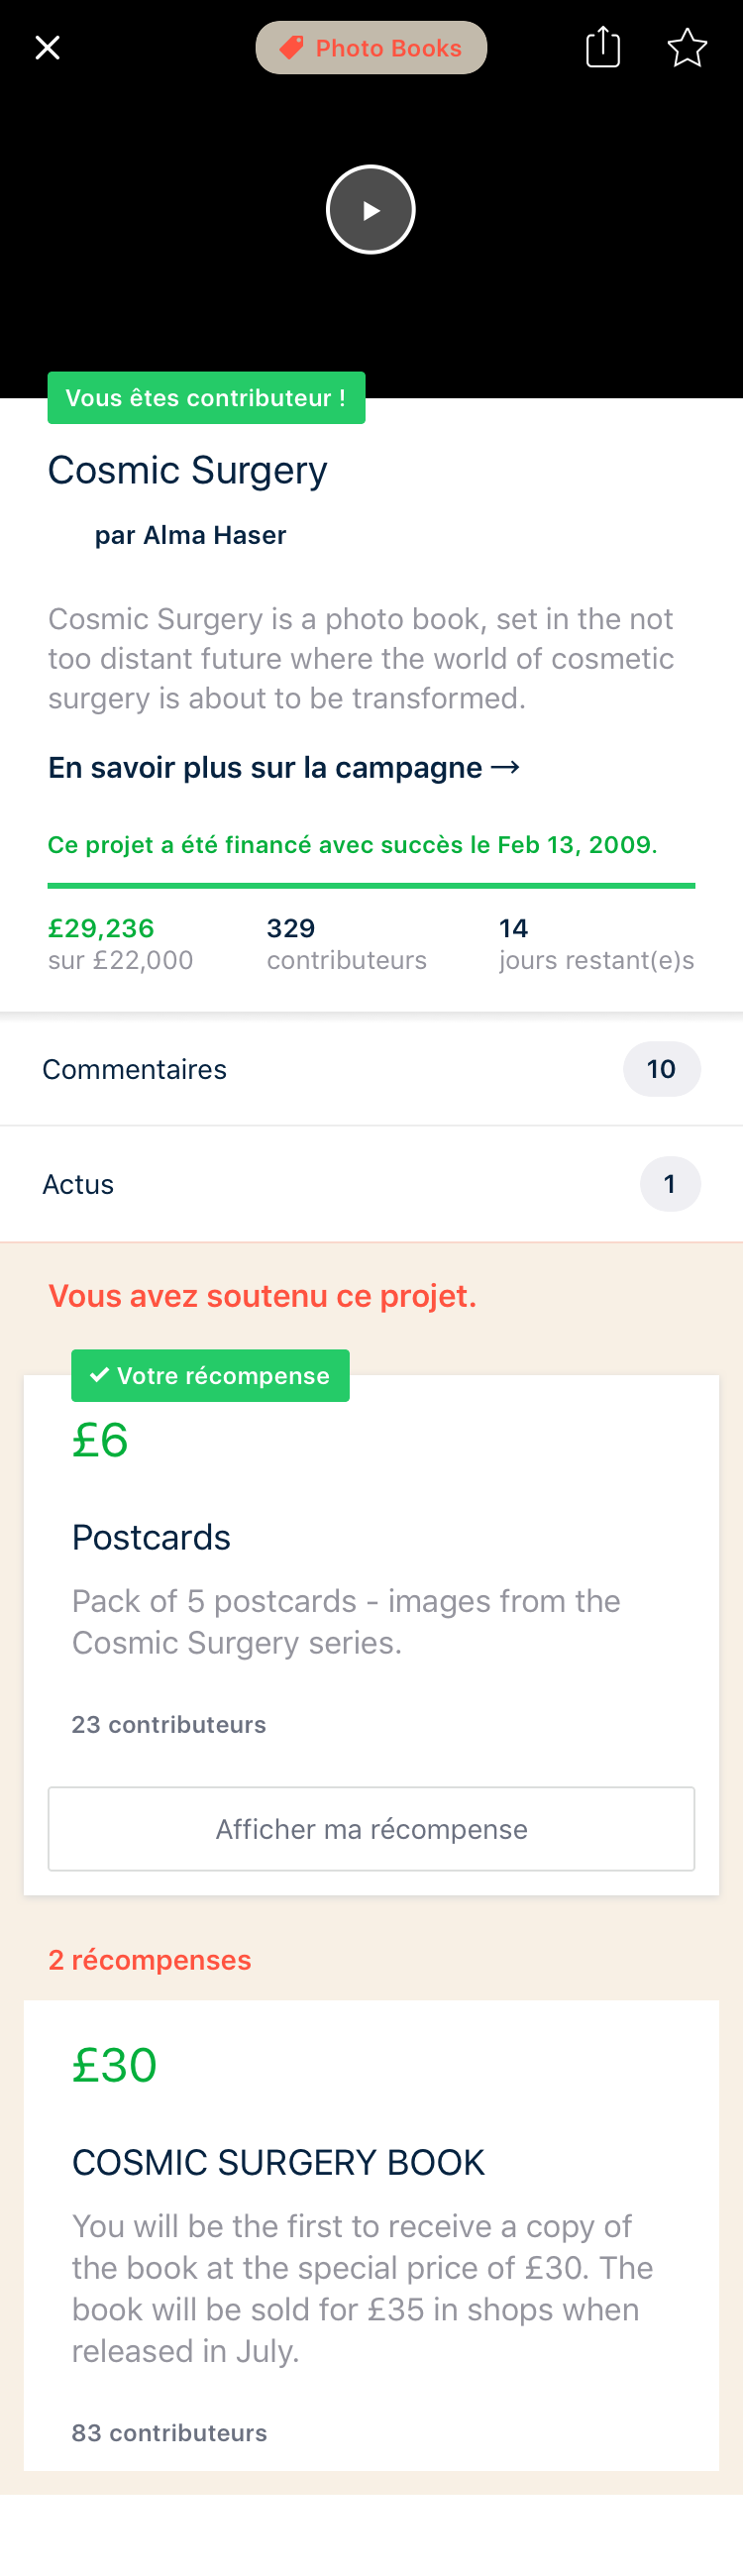 Photo Books
Vous êtes contributeur !
Cosmic Surgery
par Alma Haser
Cosmic Surgery is a photo book, set in the not
too distant future where the world of cosmetic
surgery is about to be transformed.
En savoir plus sur la campagne →
Ce projet a été financé avec succès le Feb 13, 2009.
£29,236 329 14
sur £22,000 contributeurs jours restant(e)s
Commentaires 10
Actus 1
Vous avez soutenu ce projet.
✓ Votre récompense
£6
Postcards
Pack of 5 postcards - images from the
Cosmic Surgery series.
23 contributeurs
Afficher ma récompense
2 récompenses
£30
COSMIC SURGERY BOOK
You will be the first to receive a copy of
the book at the special price of £30. The
book will be sold for £35 in shops when
released in July.
83 contributeurs